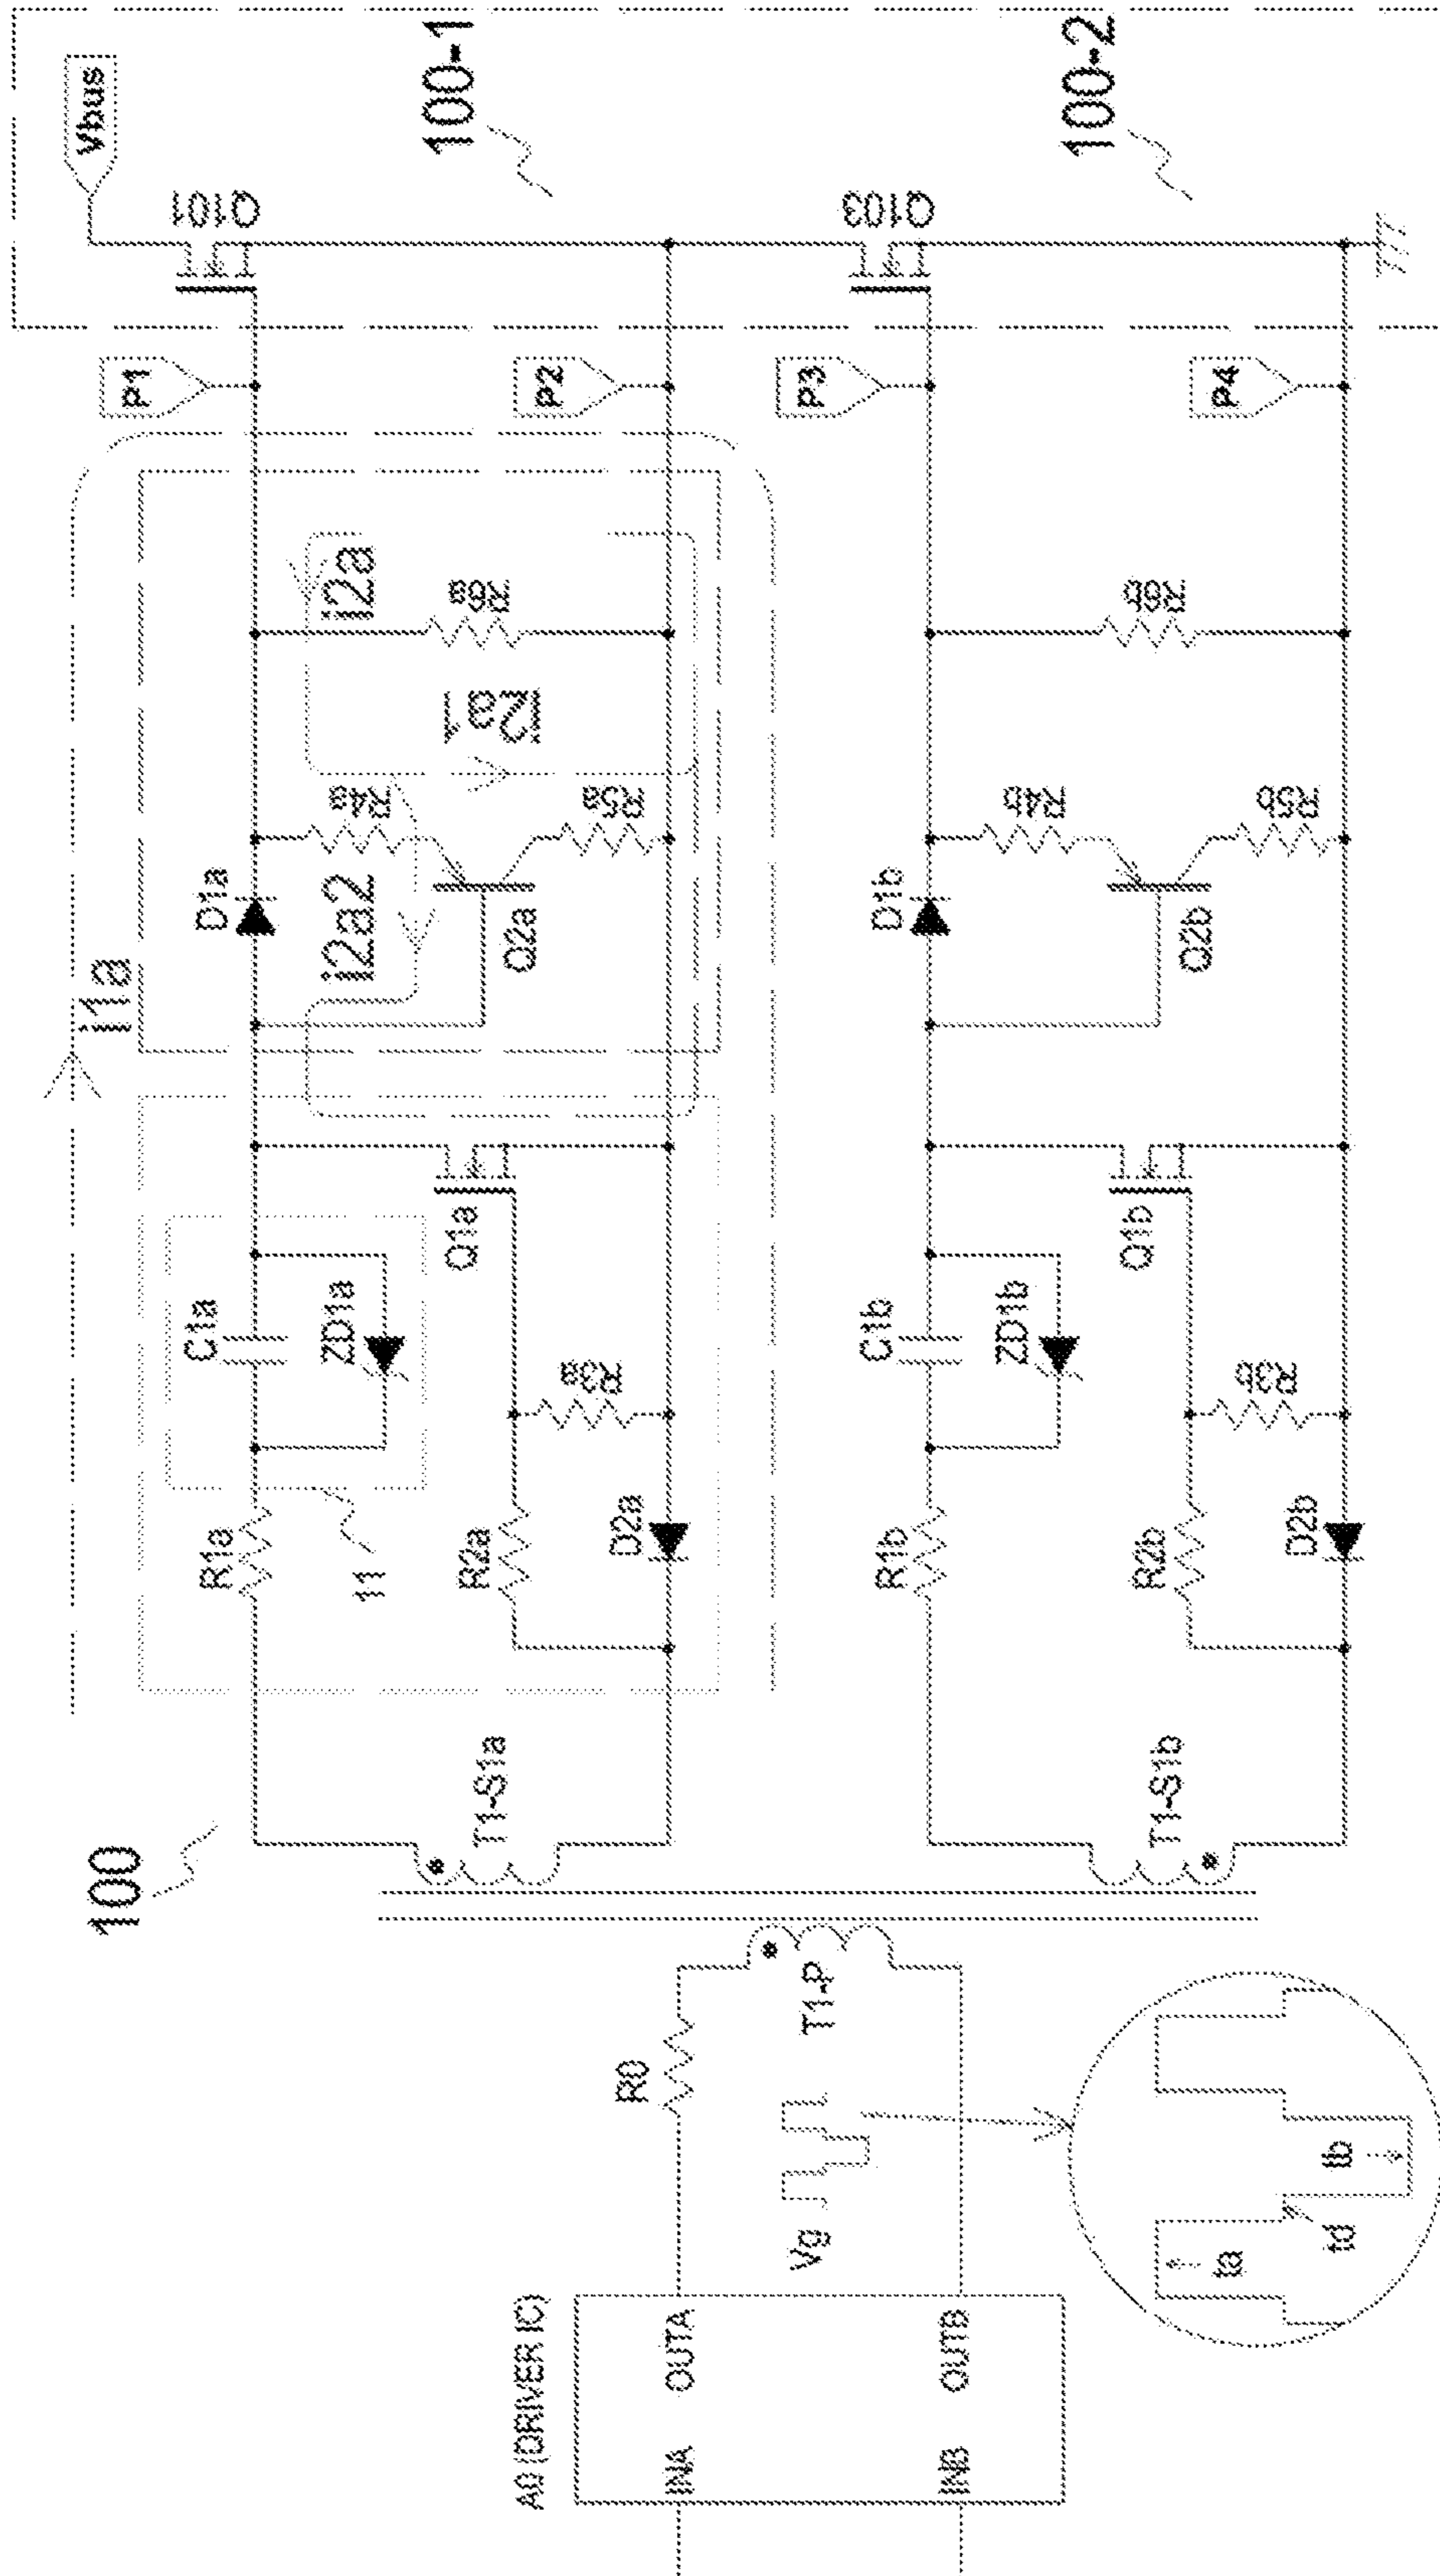 100
i1a
Vbus
P1
Q101
100-1
R1a
C1a
ZD1a
11
D1a
i2a
i2a2
R4a
i2a1
R6a
Q2a
R5a
Q1a
R2a
R3a
D2a
T1-S1a
P2
P3
Q103
100-2
R1b
C1b
ZD1b
D1b
R4b
R6b
Q2b
R5b
Q1b
R2b
R3b
D2b
T1-S1b
P4
A0 (DRIVER IC)
INA
OUTA
INB
OUTB
R0
T1-P
Vg
ta
td
tb